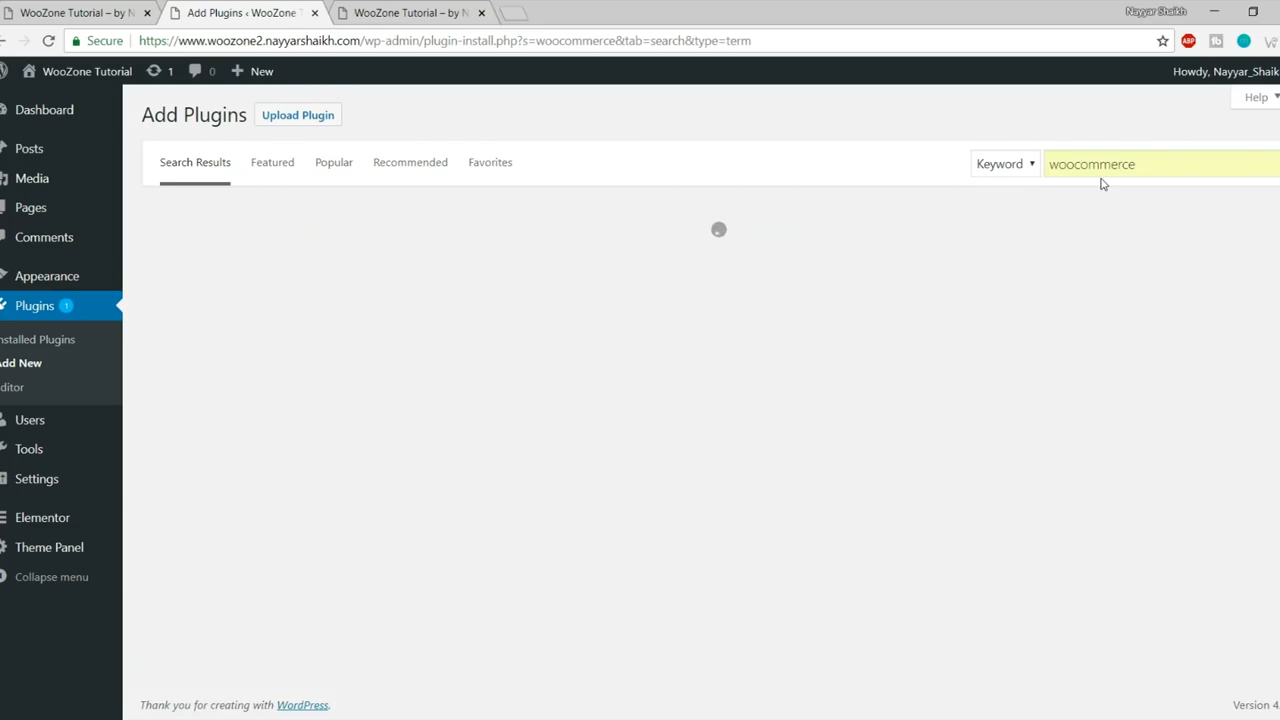 WooZone Tutorial – by N
Add Plugins ‹ WooZone T
WooZone Tutorial – by N
Nayyar Shaikh
Secure
https://www.woozone2.nayyarshaikh.com/wp-admin/plugin-install.php?s=woocommerce&tab=search&type=term
ABP
WooZone Tutorial
1
0
New
Howdy, Nayyar_Shaik
Dashboard
Posts
Media
Pages
Comments
Appearance
Plugins 1
nstalled Plugins
Add New
ditor
Users
Tools
Settings
Elementor
Theme Panel
Collapse menu
Help
Add Plugins
Upload Plugin
Search Results
Featured
Popular
Recommended
Favorites
Keyword
woocommerce
Thank you for creating with WordPress.
Version 4.